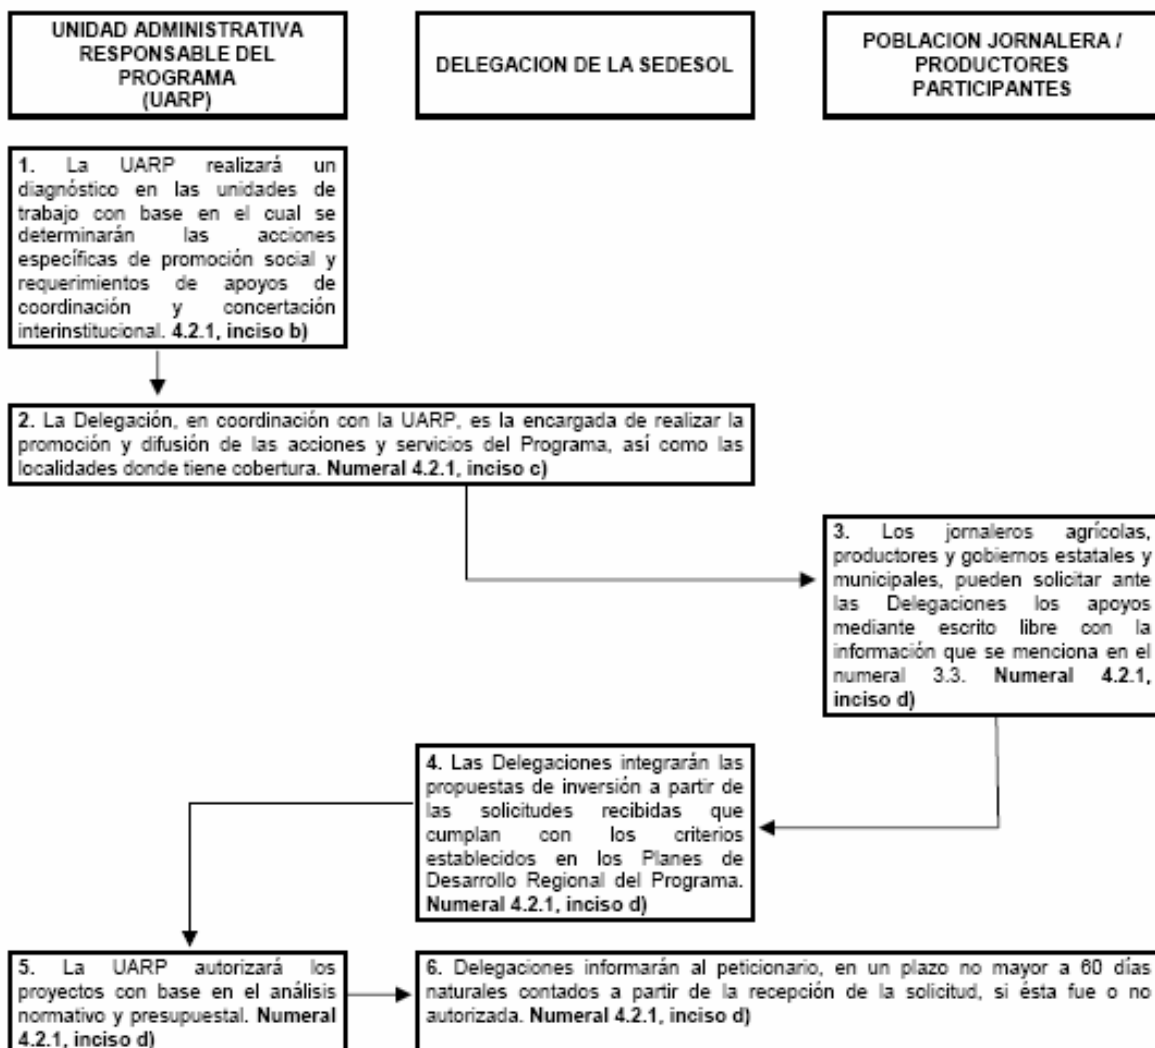 UNIDAD ADMINISTRATIVA
RESPONSABLE DEL
PROGRAMA
(UARP)
DELEGACION DE LA SEDESOL
POBLACION JORNALERA /
PRODUCTORES
PARTICIPANTES
1. La UARP realizará un
diagnóstico en las unidades de
trabajo con base en el cual se
determinarán las acciones
específicas de promoción social y
requerimientos de apoyos de
coordinación y concertación
interinstitucional. 4.2.1, inciso b)
2. La Delegación, en coordinación con la UARP, es la encargada de realizar la
promoción y difusión de las acciones y servicios del Programa, así como las
localidades donde tiene cobertura. Numeral 4.2.1, inciso c)
3. Los jornaleros agrícolas,
productores y gobiernos estatales y
municipales, pueden solicitar ante
las Delegaciones los apoyos
mediante escrito libre con la
información que se menciona en el
numeral 3.3. Numeral 4.2.1,
inciso d)
4. Las Delegaciones integrarán las
propuestas de inversión a partir de
las solicitudes recibidas que
cumplan con los criterios
establecidos en los Planes de
Desarrollo Regional del Programa.
Numeral 4.2.1, inciso d)
5. La UARP autorizará los
proyectos con base en el análisis
normativo y presupuestal. Numeral
4.2.1, inciso d)
6. Delegaciones informarán al peticionario, en un plazo no mayor a 60 días
naturales contados a partir de la recepción de la solicitud, si ésta fue o no
autorizada. Numeral 4.2.1, inciso d)